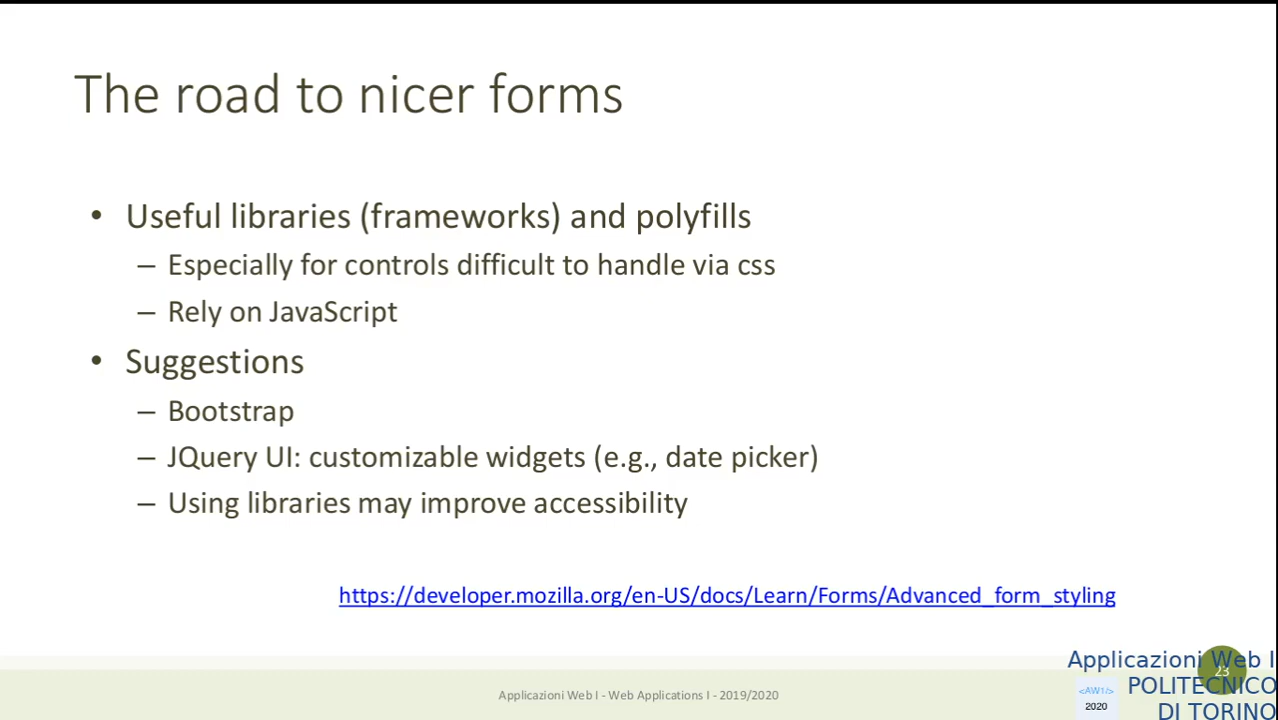 The road to nicer forms
• Useful libraries (frameworks) and polyfills
– Especially for controls difficult to handle via css
– Rely on JavaScript
• Suggestions
– Bootstrap
– JQuery UI: customizable widgets (e.g., date picker)
– Using libraries may improve accessibility
https://developer.mozilla.org/en-US/docs/Learn/Forms/Advanced_form_styling
Applicazioni Web I - Web Applications I - 2019/2020
23
Applicazioni Web I
POLITECNICO
DI TORINO
<AW1/>
2020